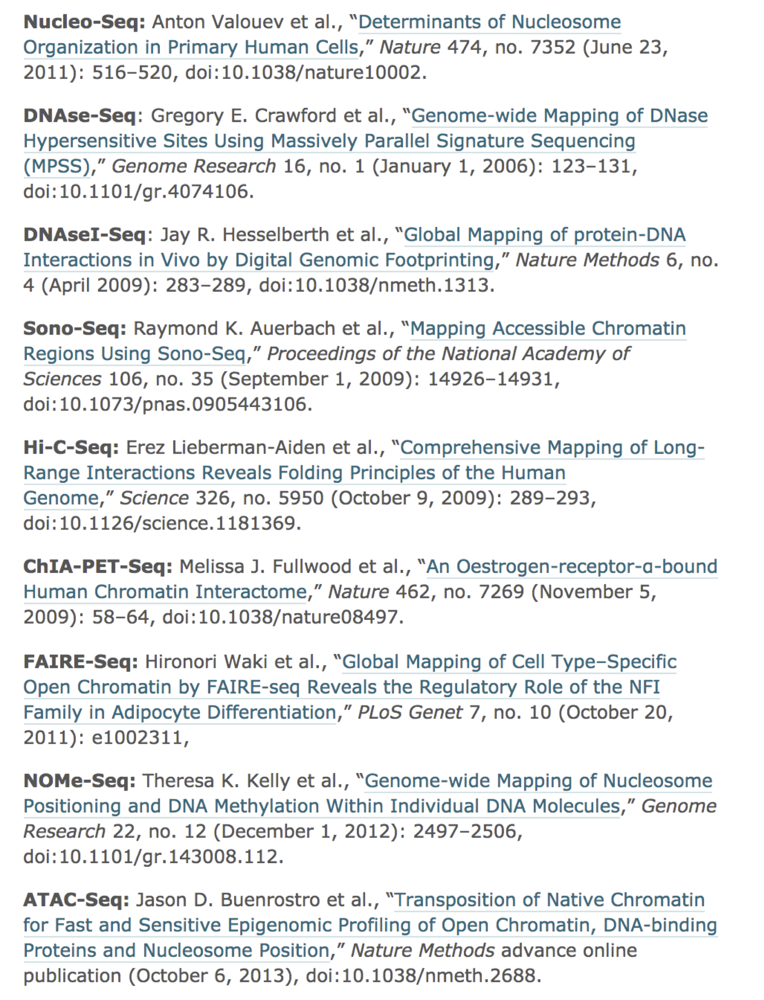 Nucleo-Seq: Anton Valouev et al., “Determinants of Nucleosome
Organization in Primary Human Cells,” Nature 474, no. 7352 (June 23,
2011): 516–520, doi:10.1038/nature10002.
DNAse-Seq: Gregory E. Crawford et al., “Genome-wide Mapping of DNase
Hypersensitive Sites Using Massively Parallel Signature Sequencing
(MPSS),” Genome Research 16, no. 1 (January 1, 2006): 123–131,
doi:10.1101/gr.4074106.
DNAseI-Seq: Jay R. Hesselberth et al., “Global Mapping of protein-DNA
Interactions in Vivo by Digital Genomic Footprinting,” Nature Methods 6, no.
4 (April 2009): 283–289, doi:10.1038/nmeth.1313.
Sono-Seq: Raymond K. Auerbach et al., “Mapping Accessible Chromatin
Regions Using Sono-Seq,” Proceedings of the National Academy of
Sciences 106, no. 35 (September 1, 2009): 14926–14931,
doi:10.1073/pnas.0905443106.
Hi-C-Seq: Erez Lieberman-Aiden et al., “Comprehensive Mapping of Long-
Range Interactions Reveals Folding Principles of the Human
Genome,” Science 326, no. 5950 (October 9, 2009): 289–293,
doi:10.1126/science.1181369.
ChIA-PET-Seq: Melissa J. Fullwood et al., “An Oestrogen-receptor-α-bound
Human Chromatin Interactome,” Nature 462, no. 7269 (November 5,
2009): 58–64, doi:10.1038/nature08497.
FAIRE-Seq: Hironori Waki et al., “Global Mapping of Cell Type–Specific
Open Chromatin by FAIRE-seq Reveals the Regulatory Role of the NFI
Family in Adipocyte Differentiation,” PLoS Genet 7, no. 10 (October 20,
2011): e1002311,
NOMe-Seq: Theresa K. Kelly et al., “Genome-wide Mapping of Nucleosome
Positioning and DNA Methylation Within Individual DNA Molecules,” Genome
Research 22, no. 12 (December 1, 2012): 2497–2506,
doi:10.1101/gr.143008.112.
ATAC-Seq: Jason D. Buenrostro et al., “Transposition of Native Chromatin
for Fast and Sensitive Epigenomic Profiling of Open Chromatin, DNA-binding
Proteins and Nucleosome Position,” Nature Methods advance online
publication (October 6, 2013), doi:10.1038/nmeth.2688.